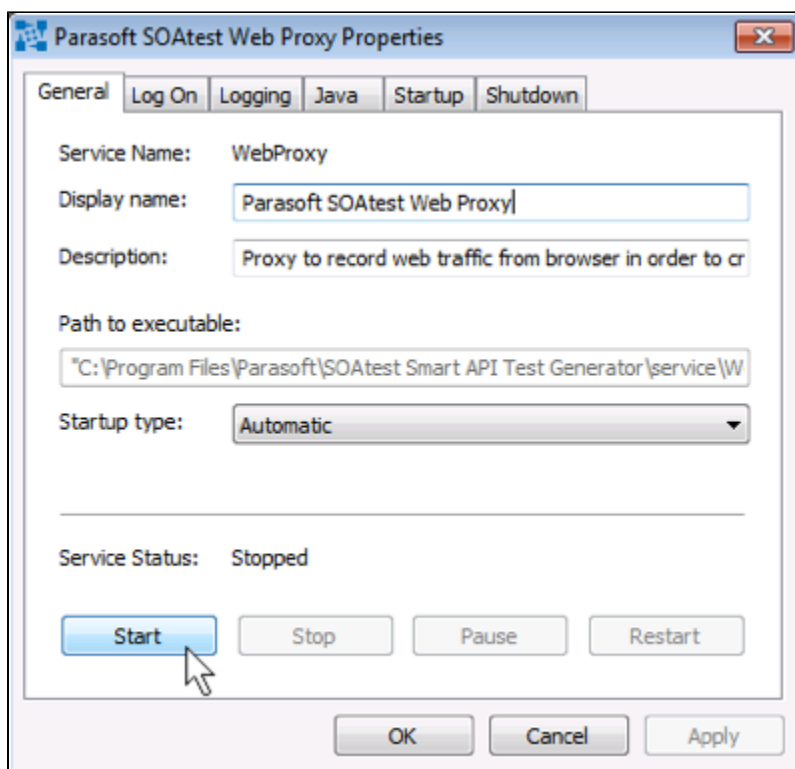 Parasoft SOAtest Web Proxy Properties
General Log On Logging Java Startup Shutdown
Service Name: WebProxy
Display name: Parasoft SOAtest Web Proxy
Description: Proxy to record web traffic from browser in order to cr
Path to executable:
"C:\Program Files\Parasoft\SOAtest Smart API Test Generator\service\W
Startup type: Automatic
Service Status: Stopped
Start Stop Pause Restart
OK Cancel Apply